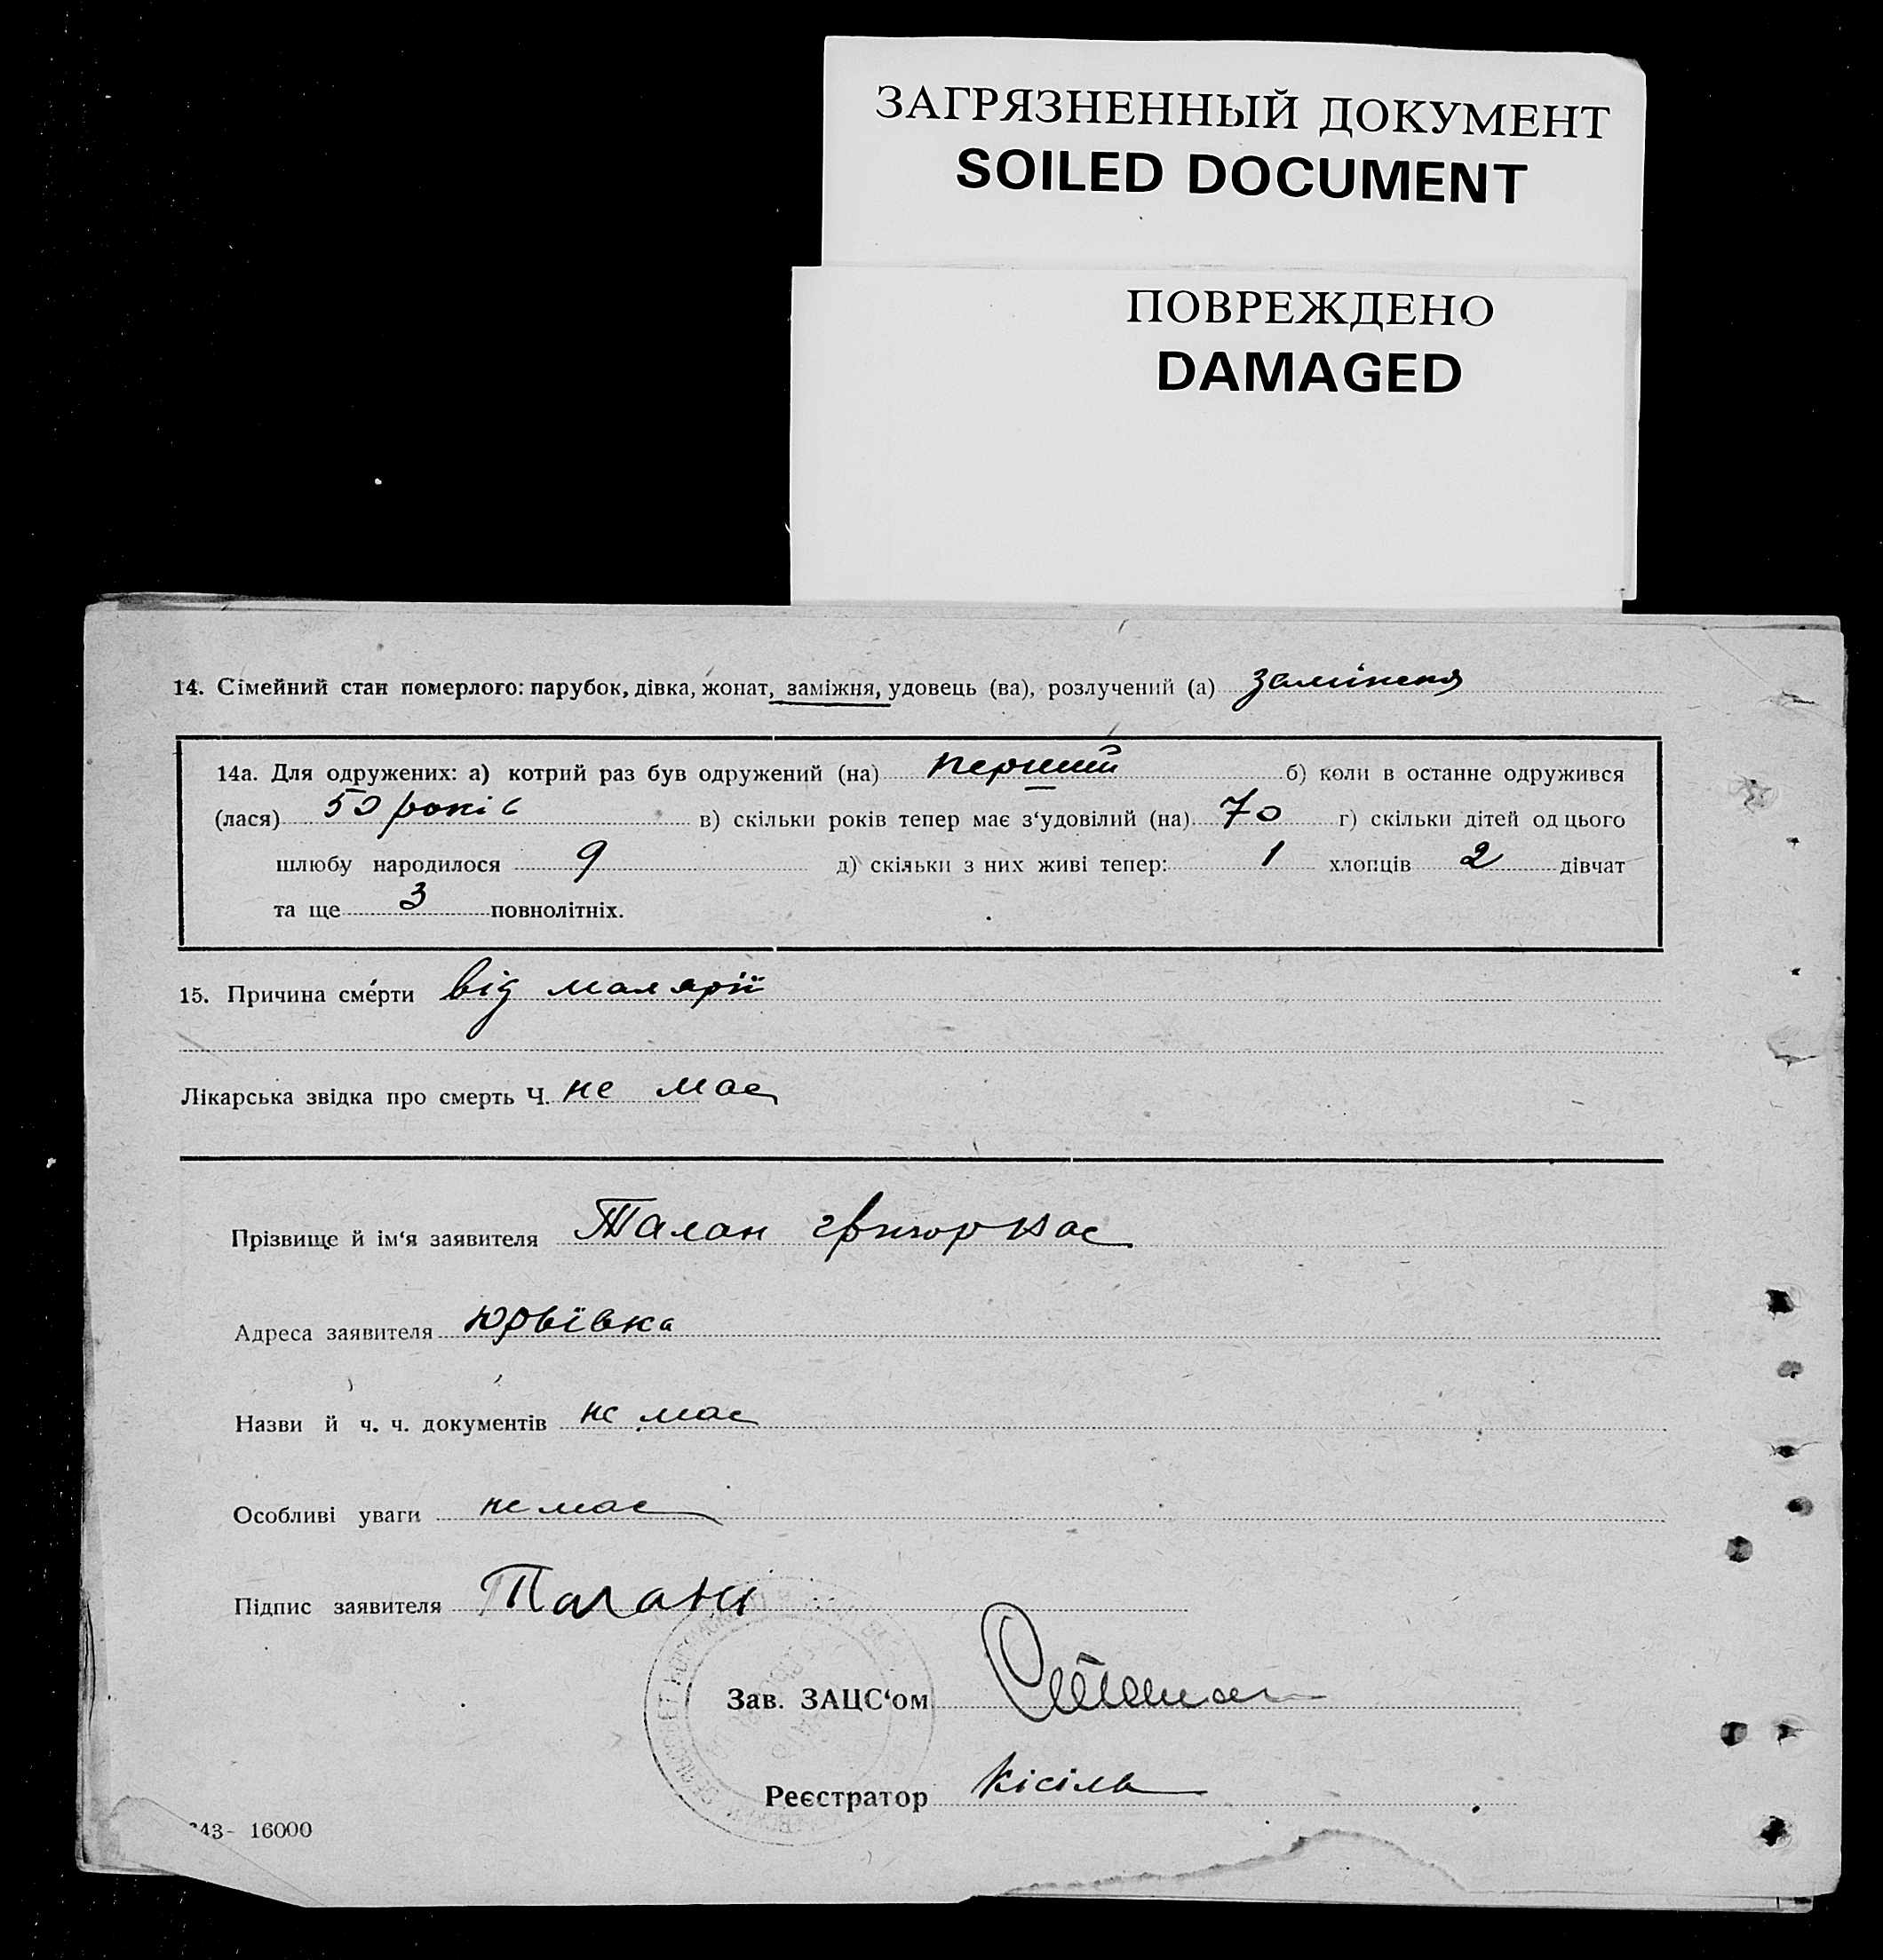 ЗАГРЯЗНЕННЫЙ ДОКУМЕНТ
SOILED DOCUMENT
ПОВРЕЖДЕНО
DAMAGED
14. Сімейний стан померлого: парубок, дівка, жонат, заміжня, удовець (ва), розлучений (а) заміжня
14а. Для одружених: а) котрий раз був одружений (на) перший б) коли в останне одружився
(лася) 50 років в) скільки років тепер має з‘удовілий (на) 70 г) скільки дітей од цього
шлюбу народилося 9 д) скільки з них живі тепер: 1 хлопців 2 дівчат
та ще 3 повнолітніх.
15. Причина смерти від малярії
Лікарська звідка про смерть Ч. не має
Прізвище й ім‘я заявителя Талан
Адреса заявителя
Назви й ч. ч. документів не має
Особливі уваги не має
Підпис заявителя Талан
Зав. ЗАЦС‘ом
Реєстратор Кісіль
43- 16000